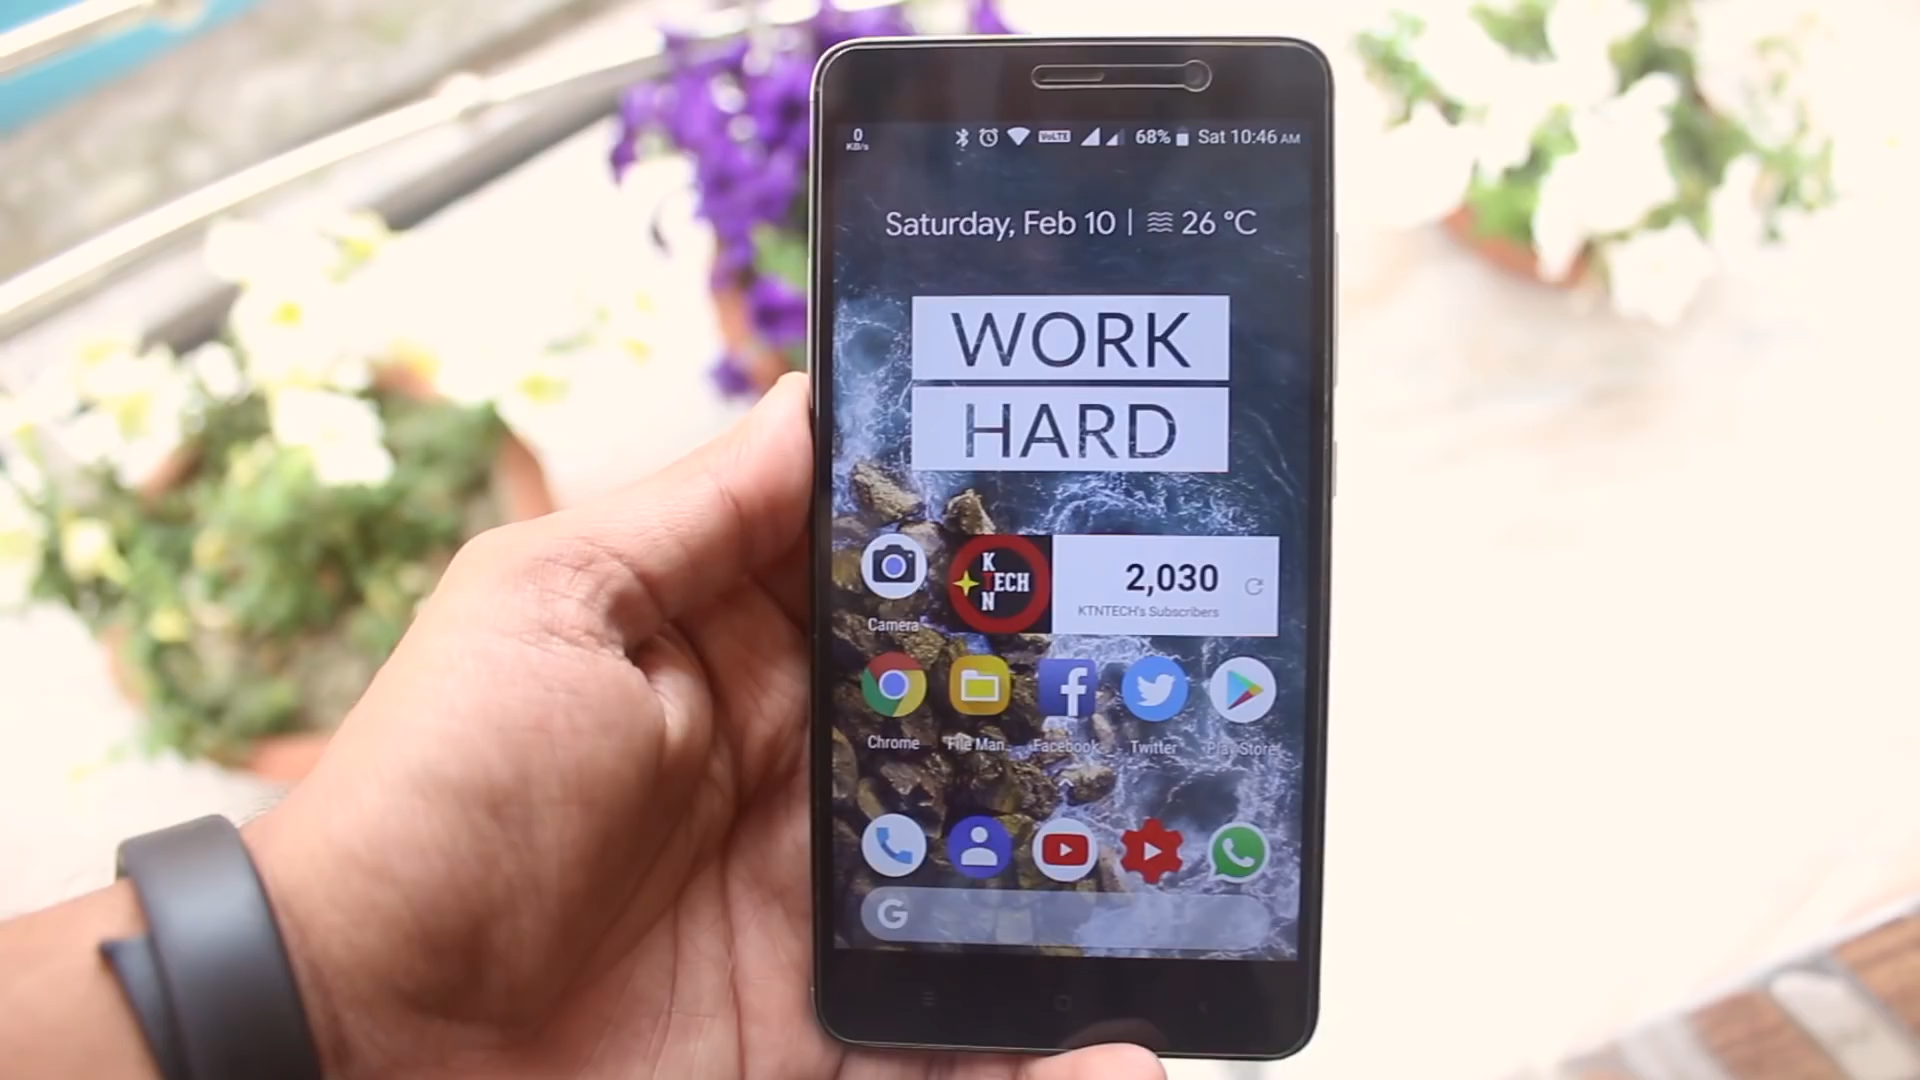 0
KB/s
VoLTE 68% Sat 10:46 AM
Saturday, Feb 10 | 26 °C
WORK
HARD
K
TECH
N
2,030
KTNTECH's Subscribers
Camera
Chrome File Man... Facebook Twitter Play Store
G